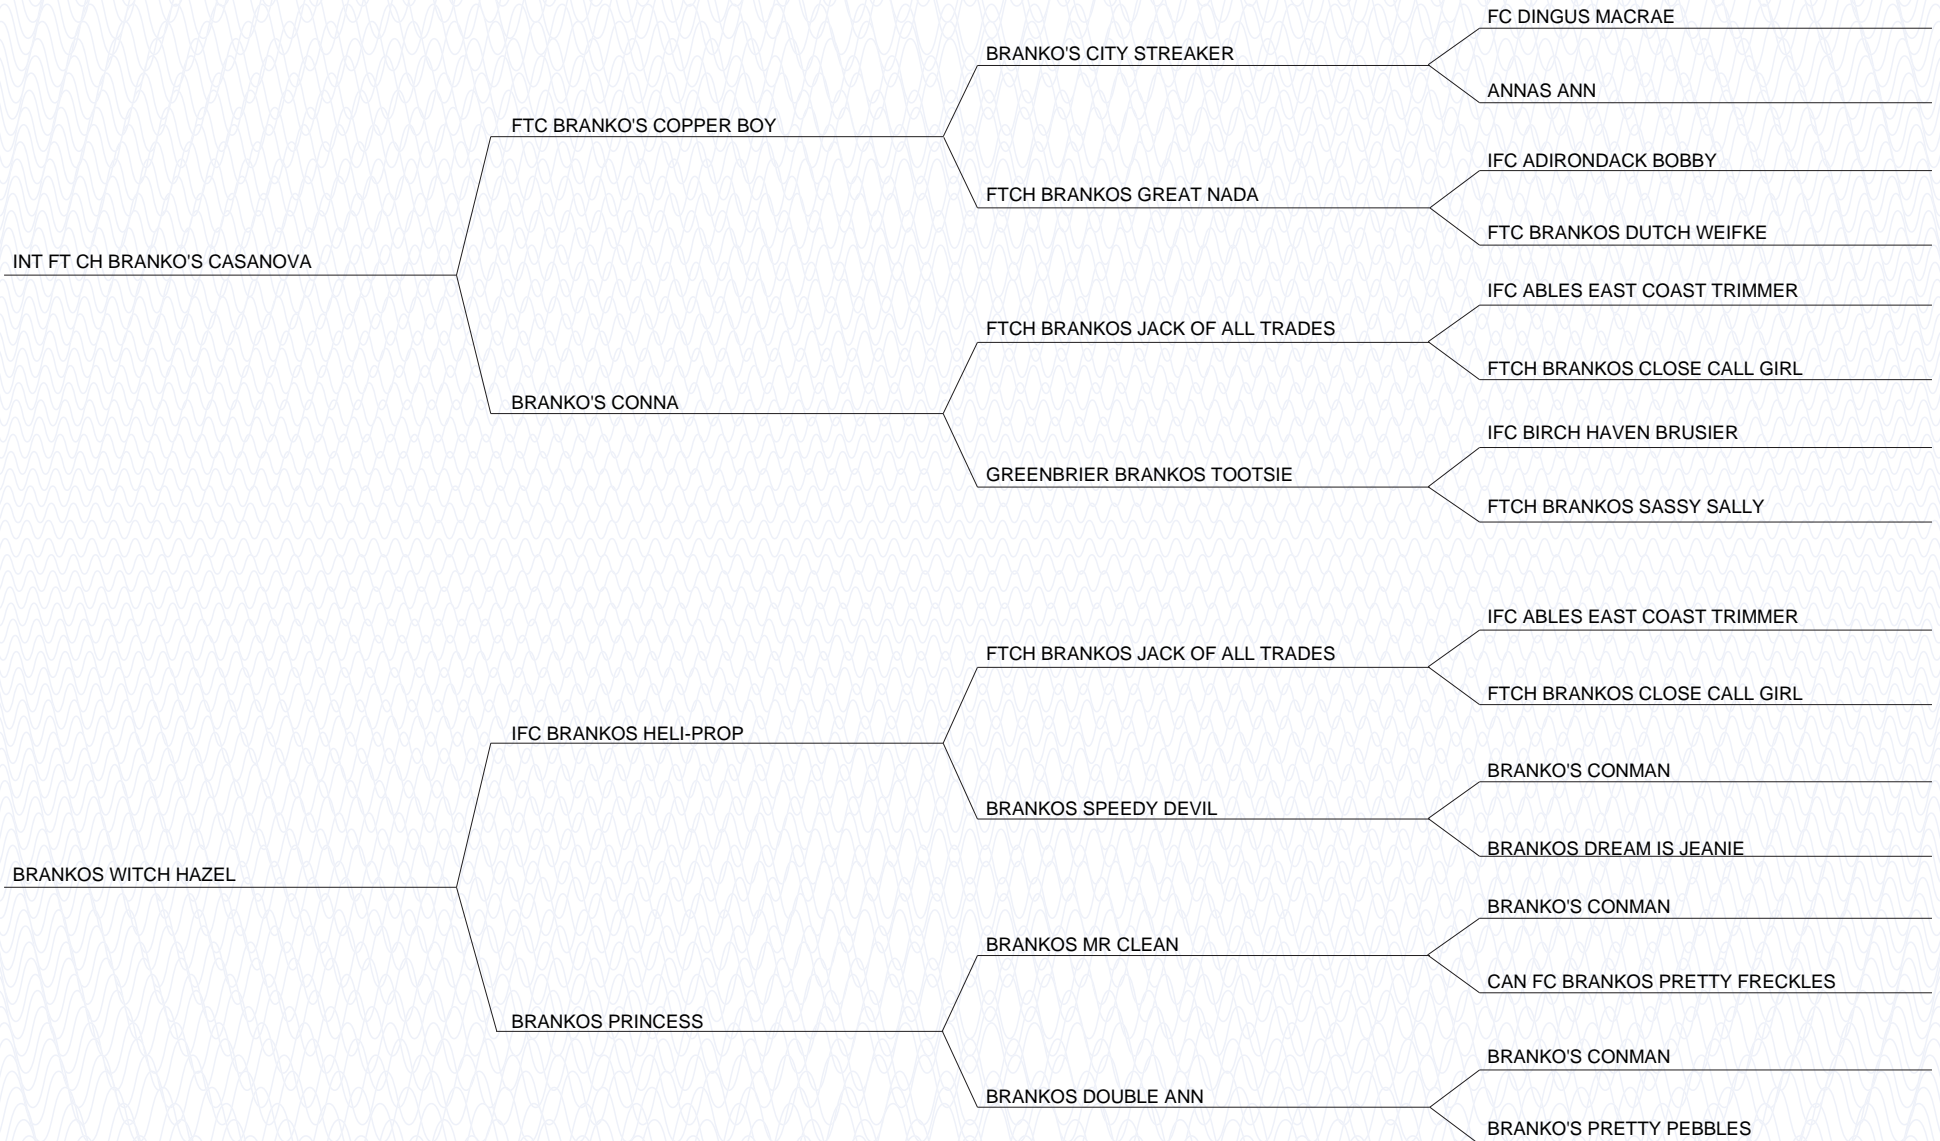 FC DINGUS MACRAE
BRANKO'S CITY STREAKER
ANNAS ANN
FTC BRANKO'S COPPER BOY
IFC ADIRONDACK BOBBY
FTCH BRANKOS GREAT NADA
FTC BRANKOS DUTCH WEIFKE
INT FT CH BRANKO'S CASANOVA
IFC ABLES EAST COAST TRIMMER
FTCH BRANKOS JACK OF ALL TRADES
FTCH BRANKOS CLOSE CALL GIRL
BRANKO'S CONNA
IFC BIRCH HAVEN BRUSIER
GREENBRIER BRANKOS TOOTSIE
FTCH BRANKOS SASSY SALLY
IFC ABLES EAST COAST TRIMMER
FTCH BRANKOS JACK OF ALL TRADES
FTCH BRANKOS CLOSE CALL GIRL
IFC BRANKOS HELI-PROP
BRANKO'S CONMAN
BRANKOS SPEEDY DEVIL
BRANKOS DREAM IS JEANIE
BRANKOS WITCH HAZEL
BRANKO'S CONMAN
BRANKOS MR CLEAN
CAN FC BRANKOS PRETTY FRECKLES
BRANKOS PRINCESS
BRANKO'S CONMAN
BRANKOS DOUBLE ANN
BRANKO'S PRETTY PEBBLES